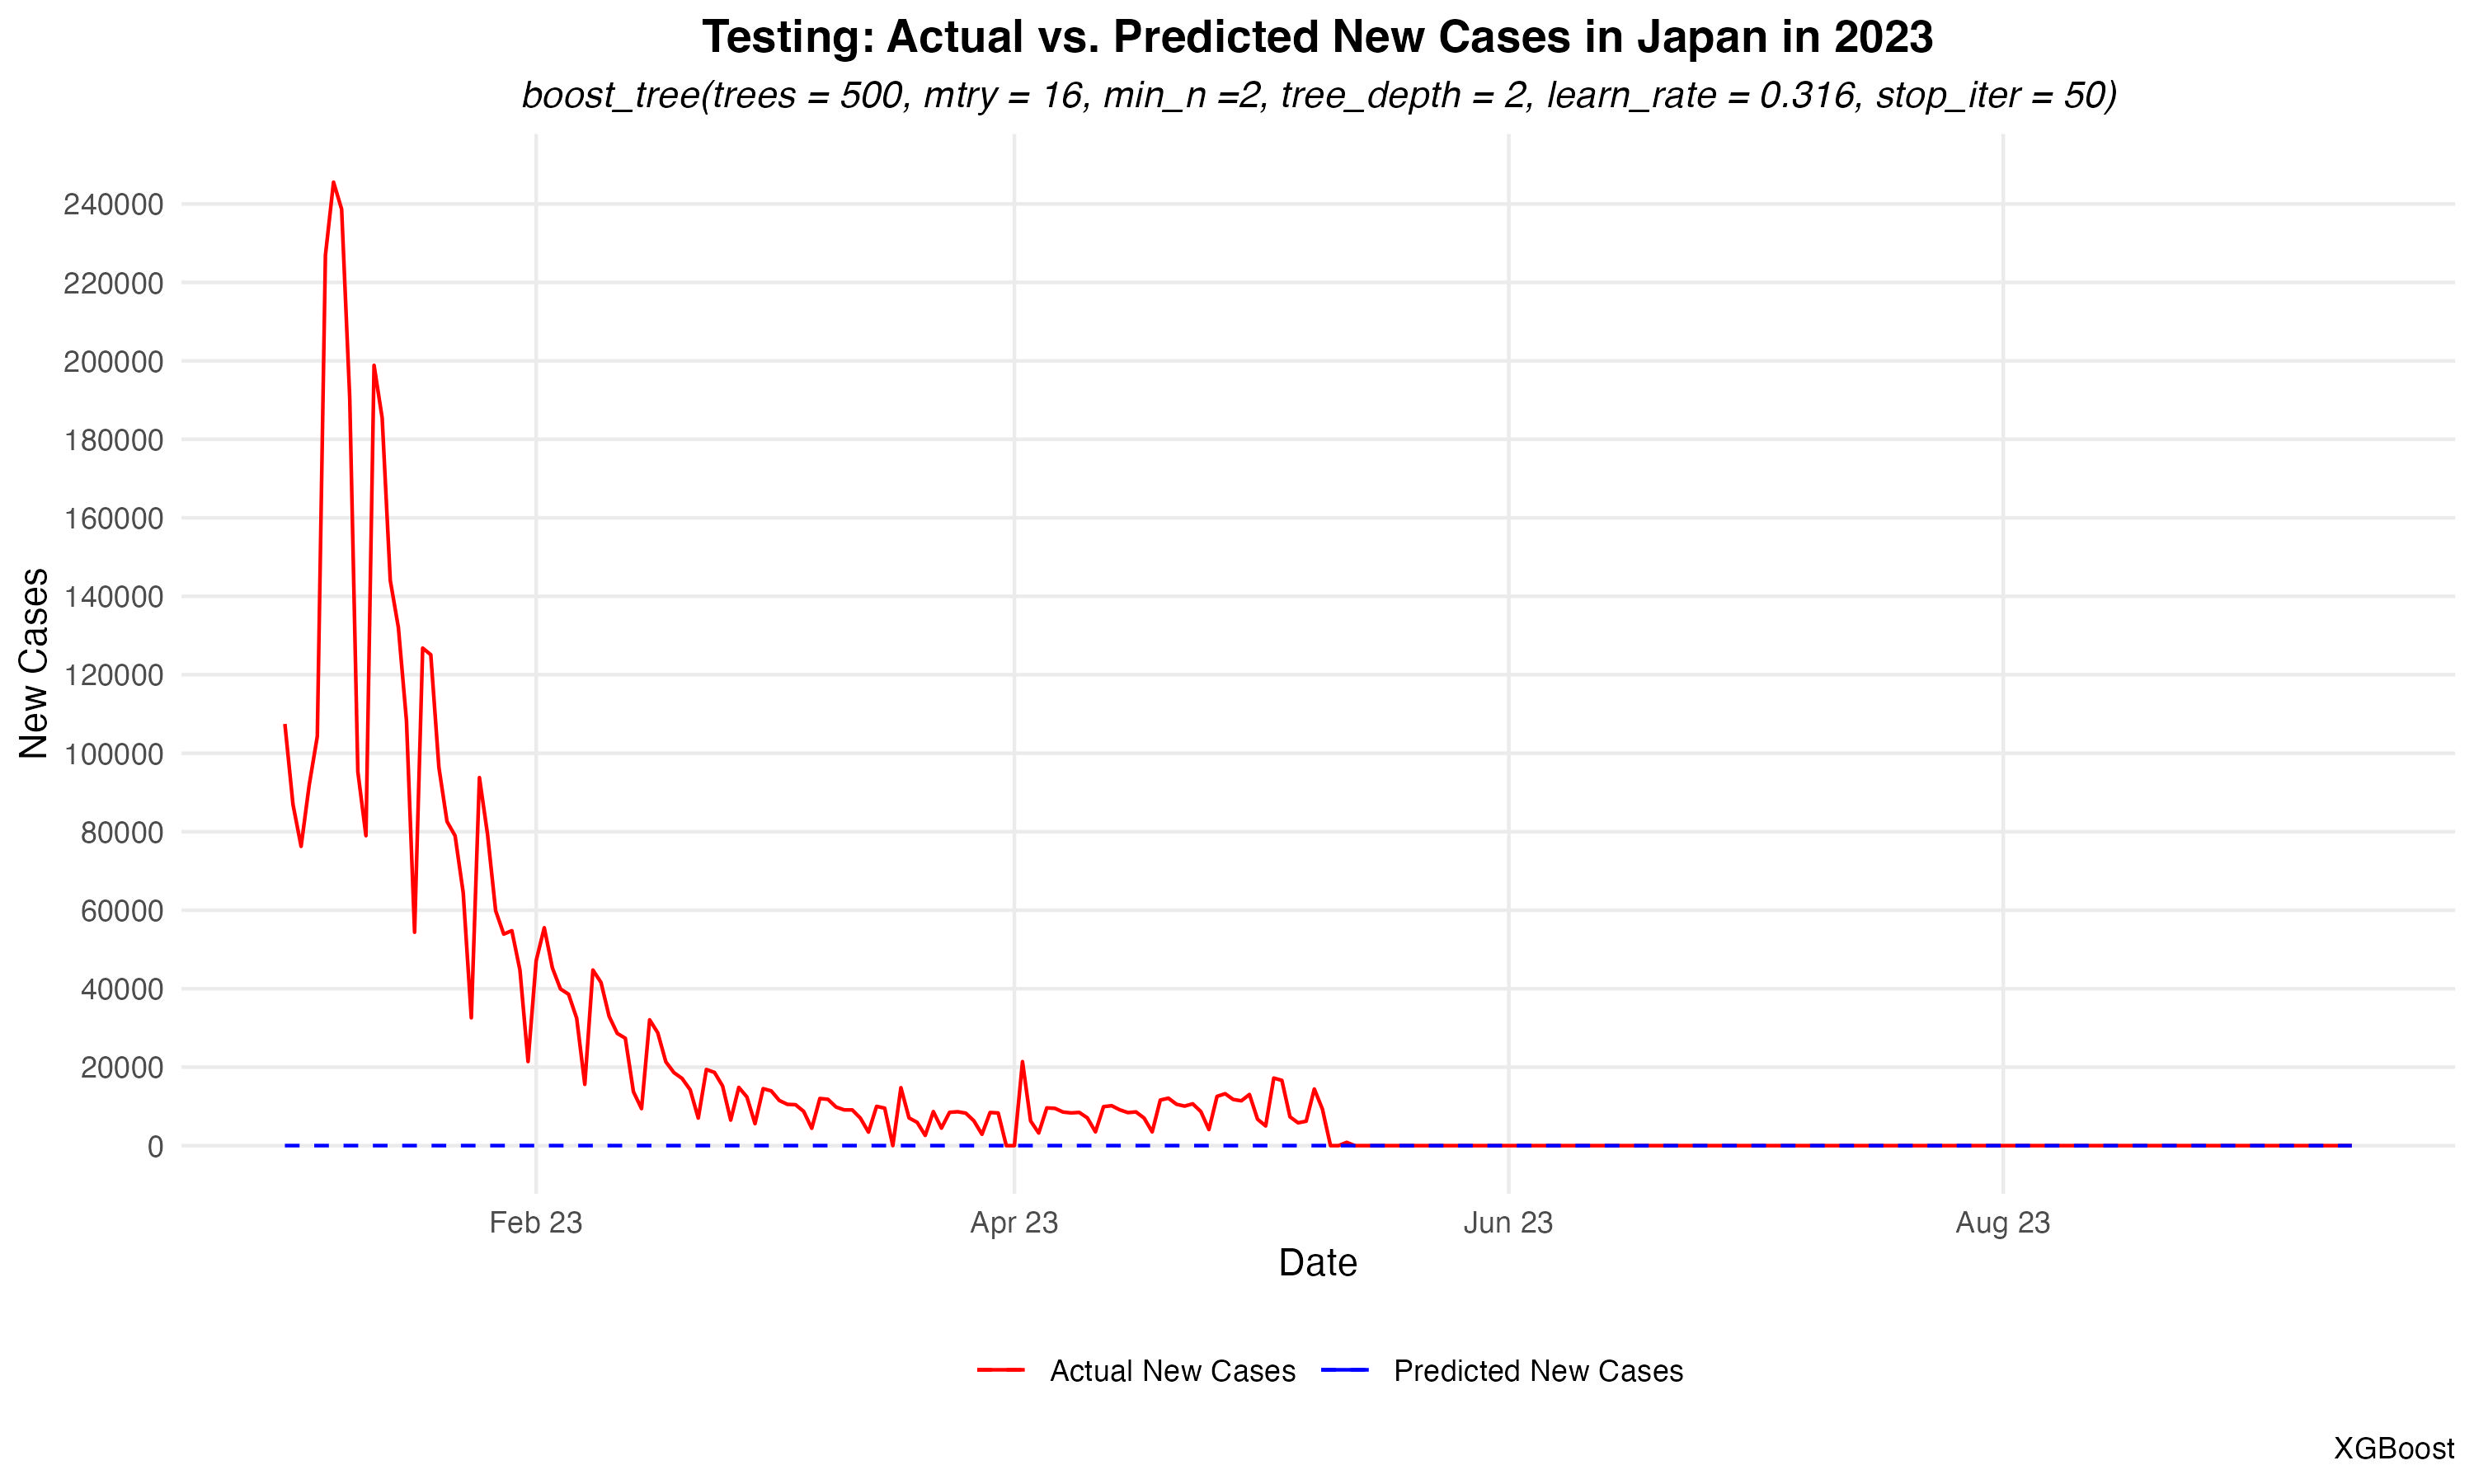 Testing: Actual vs. Predicted New Cases in Japan in 2023
boost_tree(trees = 500, mtry = 16, min_n =2, tree_depth = 2, learn_rate = 0.316, stop_iter = 50)
New Cases
240000
220000
200000
180000
160000
140000
120000
100000
80000
60000
40000
20000
0
Feb 23 Apr 23 Jun 23 Aug 23
Date
Actual New Cases Predicted New Cases
XGBoost